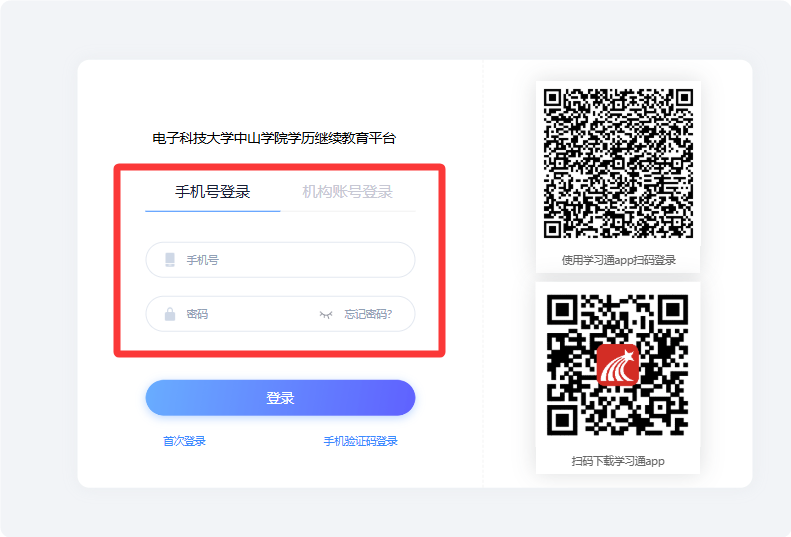 电子科技大学中山学院学历继续教育平台
手机号登录 机构账号登录
手机号
密码 忘记密码?
登录
首次登录 手机验证码登录
使用学习通app扫码登录
扫码下载学习通app